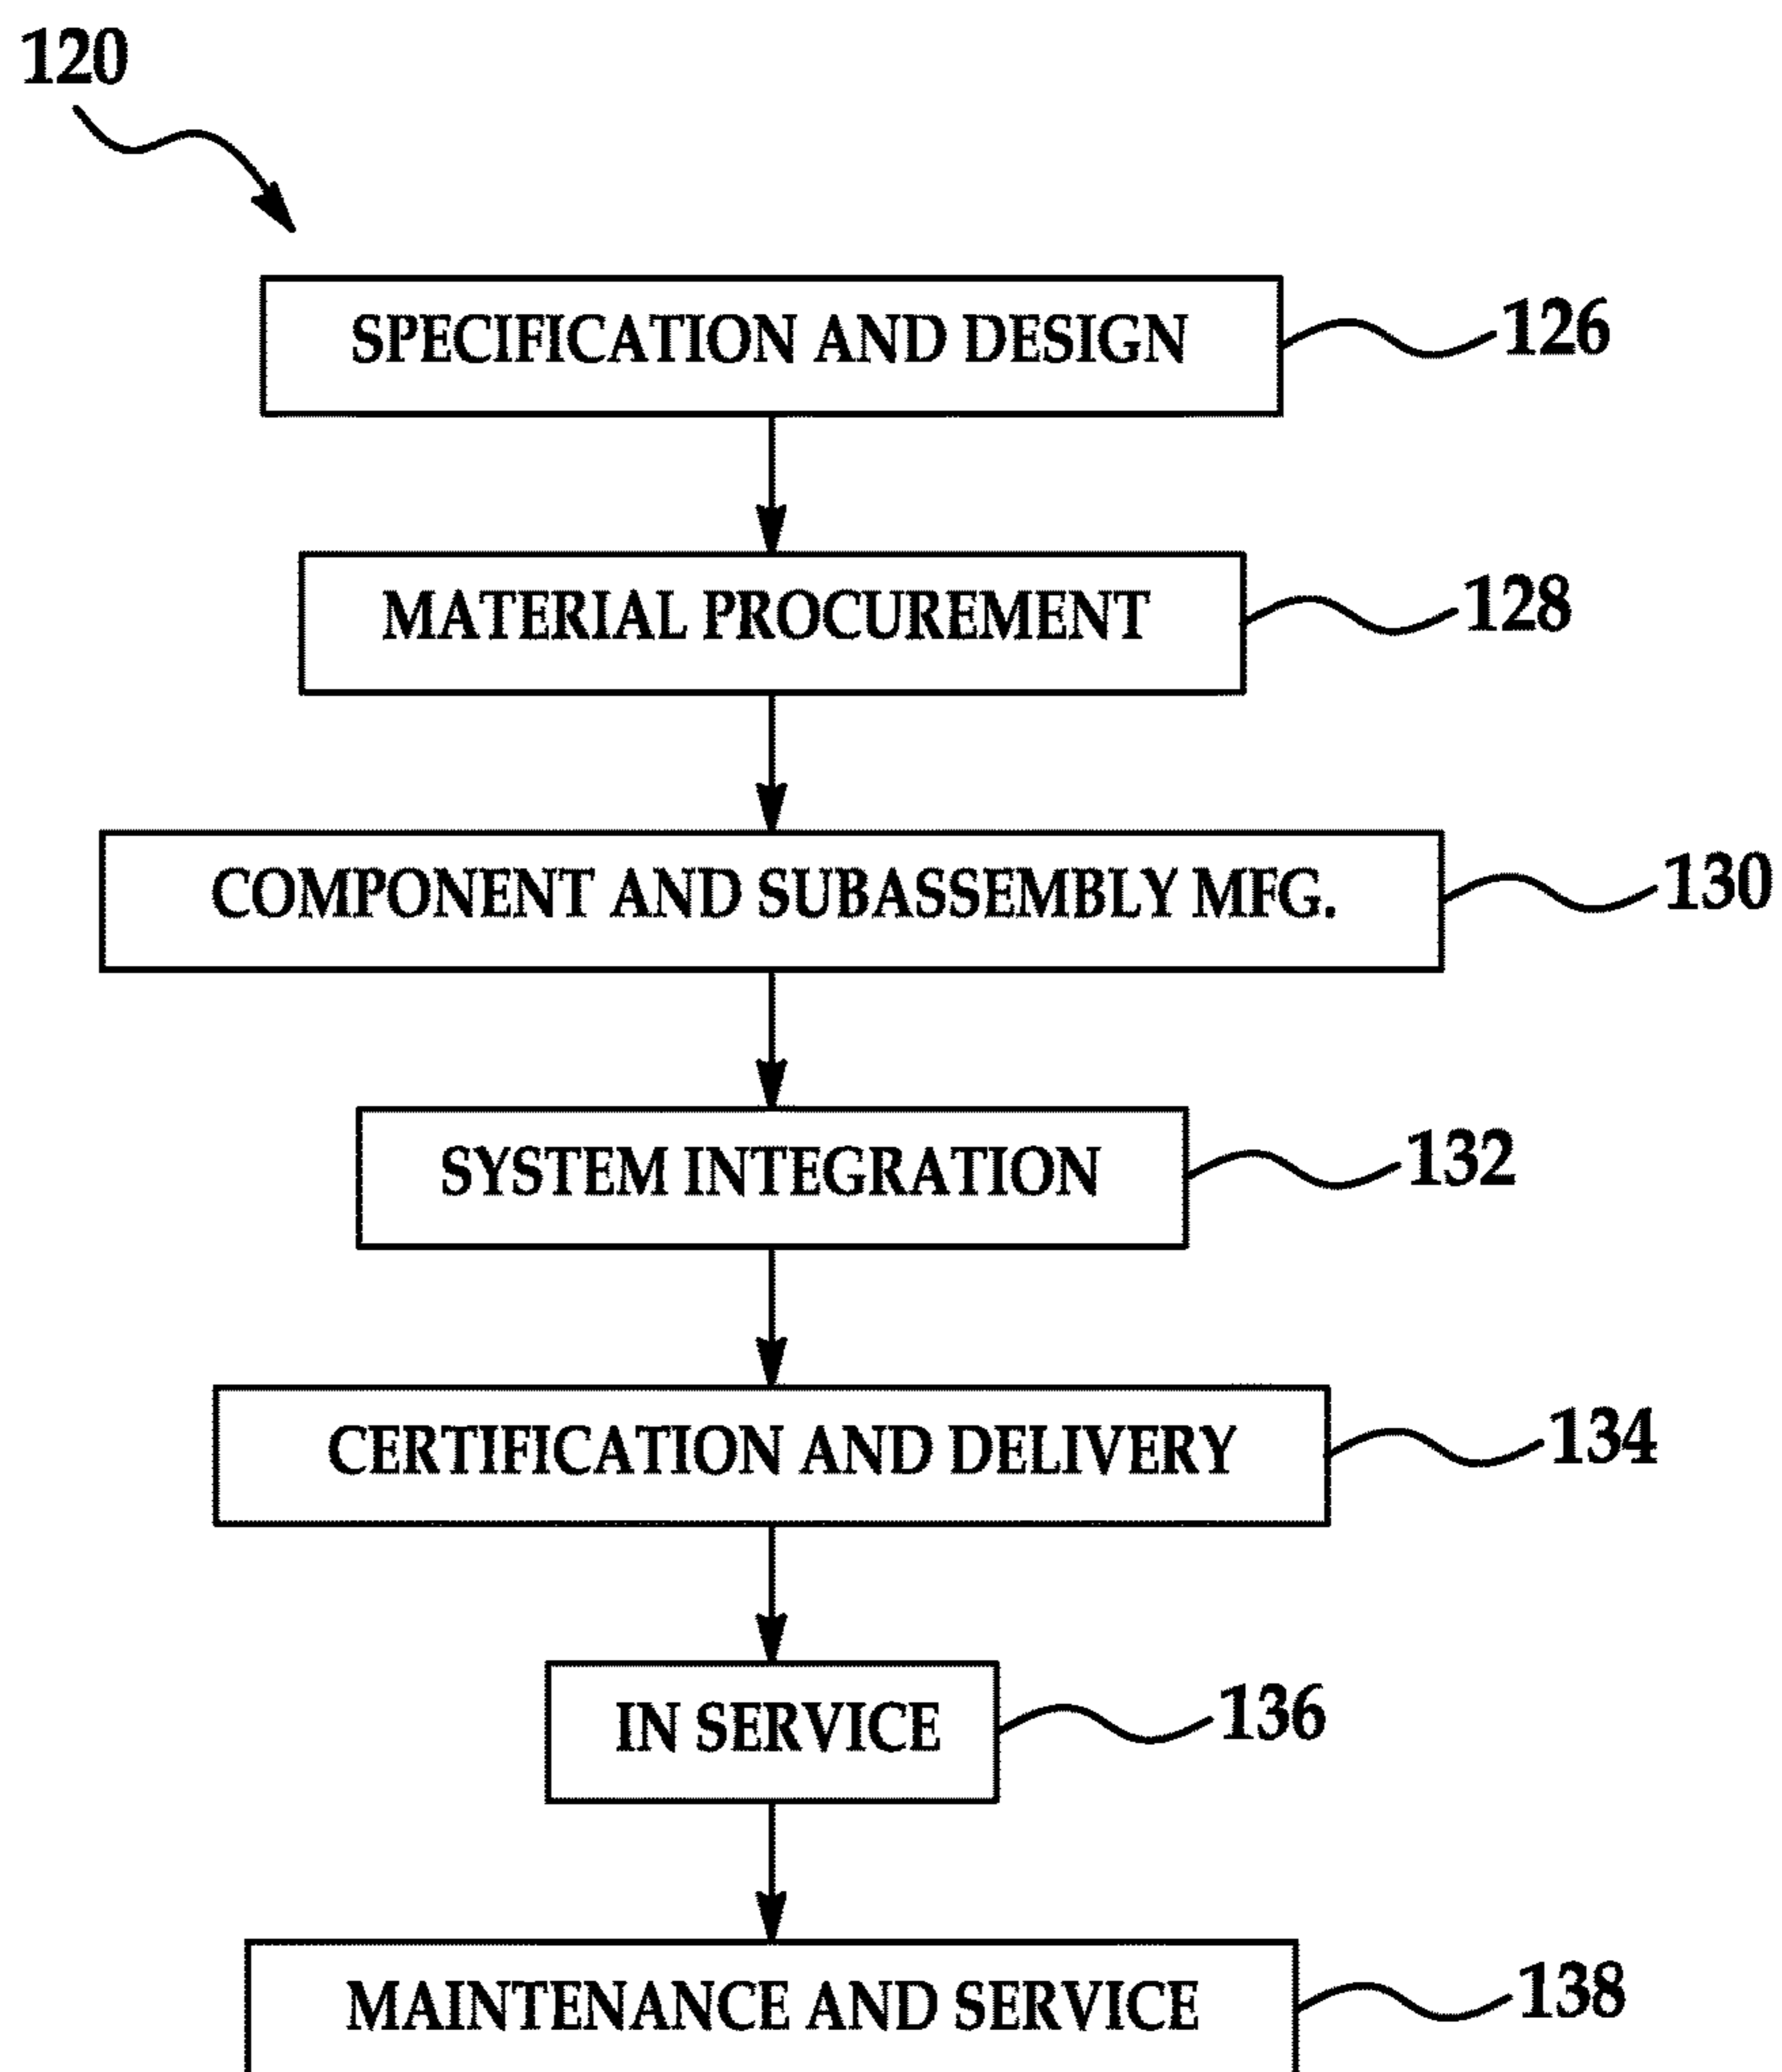 120
SPECIFICATION AND DESIGN 126
MATERIAL PROCUREMENT 128
COMPONENT AND SUBASSEMBLY MFG. 130
SYSTEM INTEGRATION 132
CERTIFICATION AND DELIVERY 134
IN SERVICE 136
MAINTENANCE AND SERVICE 138